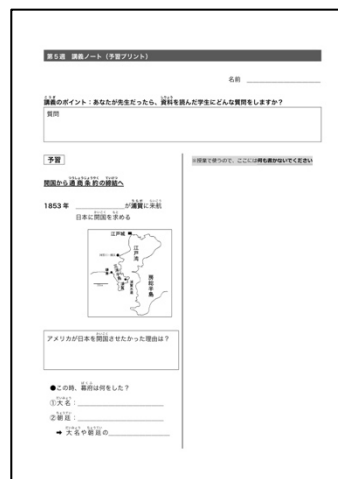 第5週 講義ノート（予習プリント）
名前
講義のポイント：あなたが先生だったら、資料を読んだ学生にどんな質問をしますか？
質問
予習
開国から通商条約の締結へ
1853年　　が浦賀に来航
日本に開国を求める
江戸城
江戸湾
房総半島
アメリカが日本を開国させたかった理由は？
●この時、幕府は何をした？
①大名：
②朝廷：
➡ 大名や朝廷の
※授業で使うので、ここには何も書かないでください